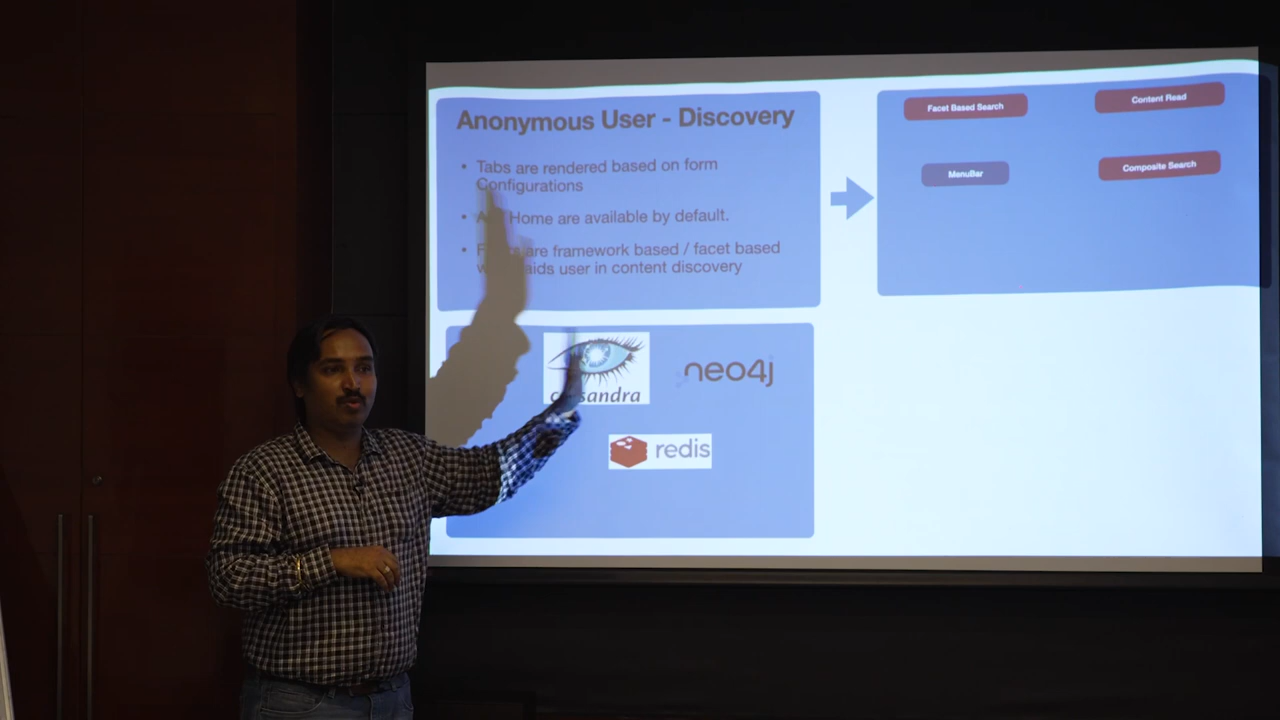 Anonymous User - Discovery
• Tabs are rendered based on form
Configurations
• Home are available by default.
• are framework based / facet based
aids user in content discovery
Facet Based Search
Content Read
MenuBar
Composite Search
cassandra
neo4j
redis